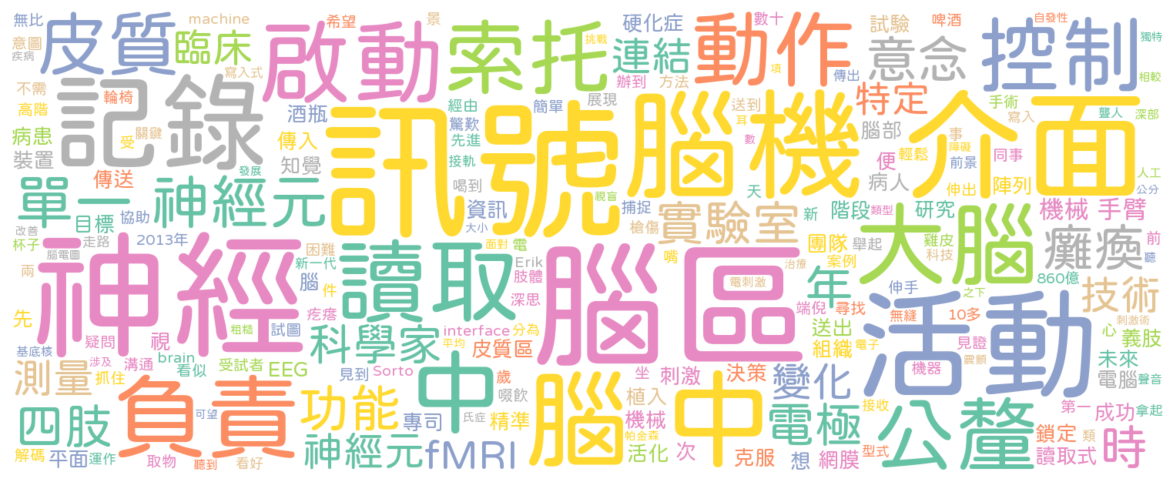 無比
皮質
machine
希望
景
硬化症
數十
自發性
意圖
疾病
臨床
啟動
索托
挑戰
連結
動作
試驗
啤酒
控制
獨特
意念
寫入式
辦到
方法
傳出
相較
不需
記錄
輪椅
酒瓶
經由
簡單
展現
送到
特定
手術
聾人
高階
關鍵
受
訊號
驚歎
先進
腦機
介面
耳
腦部
事
寫入
深部
病患
傳入
接軌
數
便
輕鬆
障礙
前景
同事
裝置
知覺
發展
傳送
喝到
視盲
捕捉
天
病人
伸出
陣列
人工
公分
單一
神經元
資訊
實驗室
新
階段
類型
研究
機械
手臂
目標
協助
大小
槍傷
改善
杯子
2013年
走路
腦電圖
困難
面對
電
嘴
團隊
舉起
大腦
雞皮
科技
癱瘓
前
聽
兩
神經
新一代
讀取
Erik
腦區
案例
年
860億
腦
件
肢體
深思
電刺激
治療
端倪
尋找
伸手
之下
技術
先
疙瘩
粗糙
試圖
無縫
10多
刺激術
疑問
視
科學家
interface
分為
送出
活動
心
義肢
基底核
涉及
溝通
brain
平均
皮質區
組織
電子
見證
震顫
未來
測量
抓住
看似
受試者
EEG
見到
Sorto
中
歲
坐
刺激
決策
變化
機器
電腦
聲音
四肢
負責
可望
功能
專司
啜飲
氏症
精準
腦中
植入
機械
電極
接收
公釐
第一
成功
拿起
解碼
平面
運作
取物
聽到
看好
神經元
fMRI
帕金森
活化
次
克服
想
網膜
型式
鎖定
類
讀取式
時